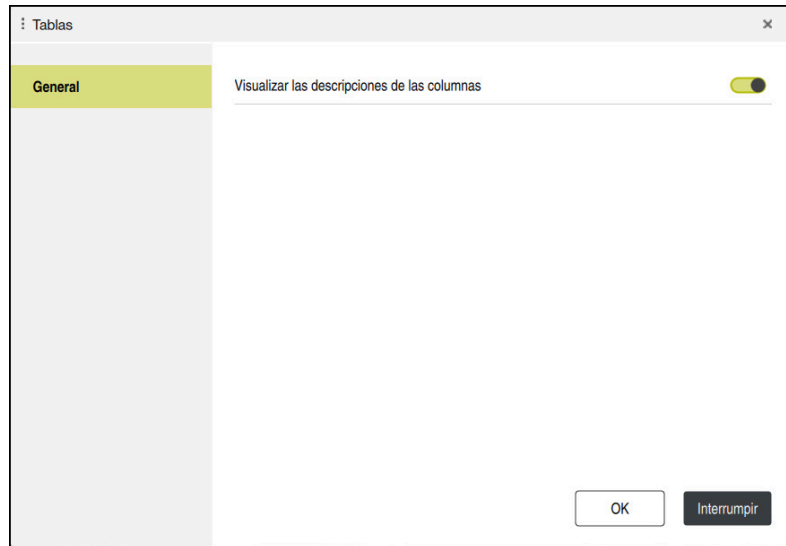 Tablas
General
Visualizar las descripciones de las columnas
OK
Interrumpir